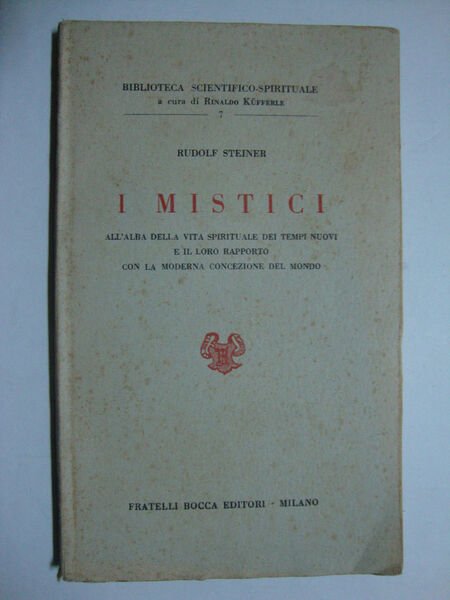 BIBLIOTECA SCIENTIFICO-SPIRITUALE
a cura di RINALDO KÜFFERLE
7
RUDOLF STEINER
I MISTICI
ALL'ALBA DELLA VITA SPIRITUALE DEI TEMPI NUOVI
E IL LORO RAPPORTO
CON LA MODERNA CONCEZIONE DEL MONDO
FRATELLI BOCCA EDITORI - MILANO